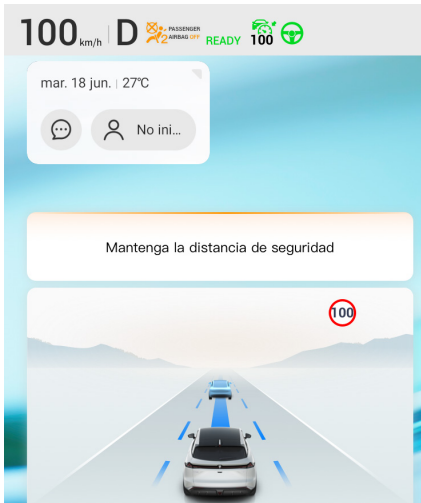 100 km/h D 2 PASSENGER AIRBAG OFF READY 100
mar. 18 jun. 27℃
No ini...
Mantenga la distancia de seguridad
100